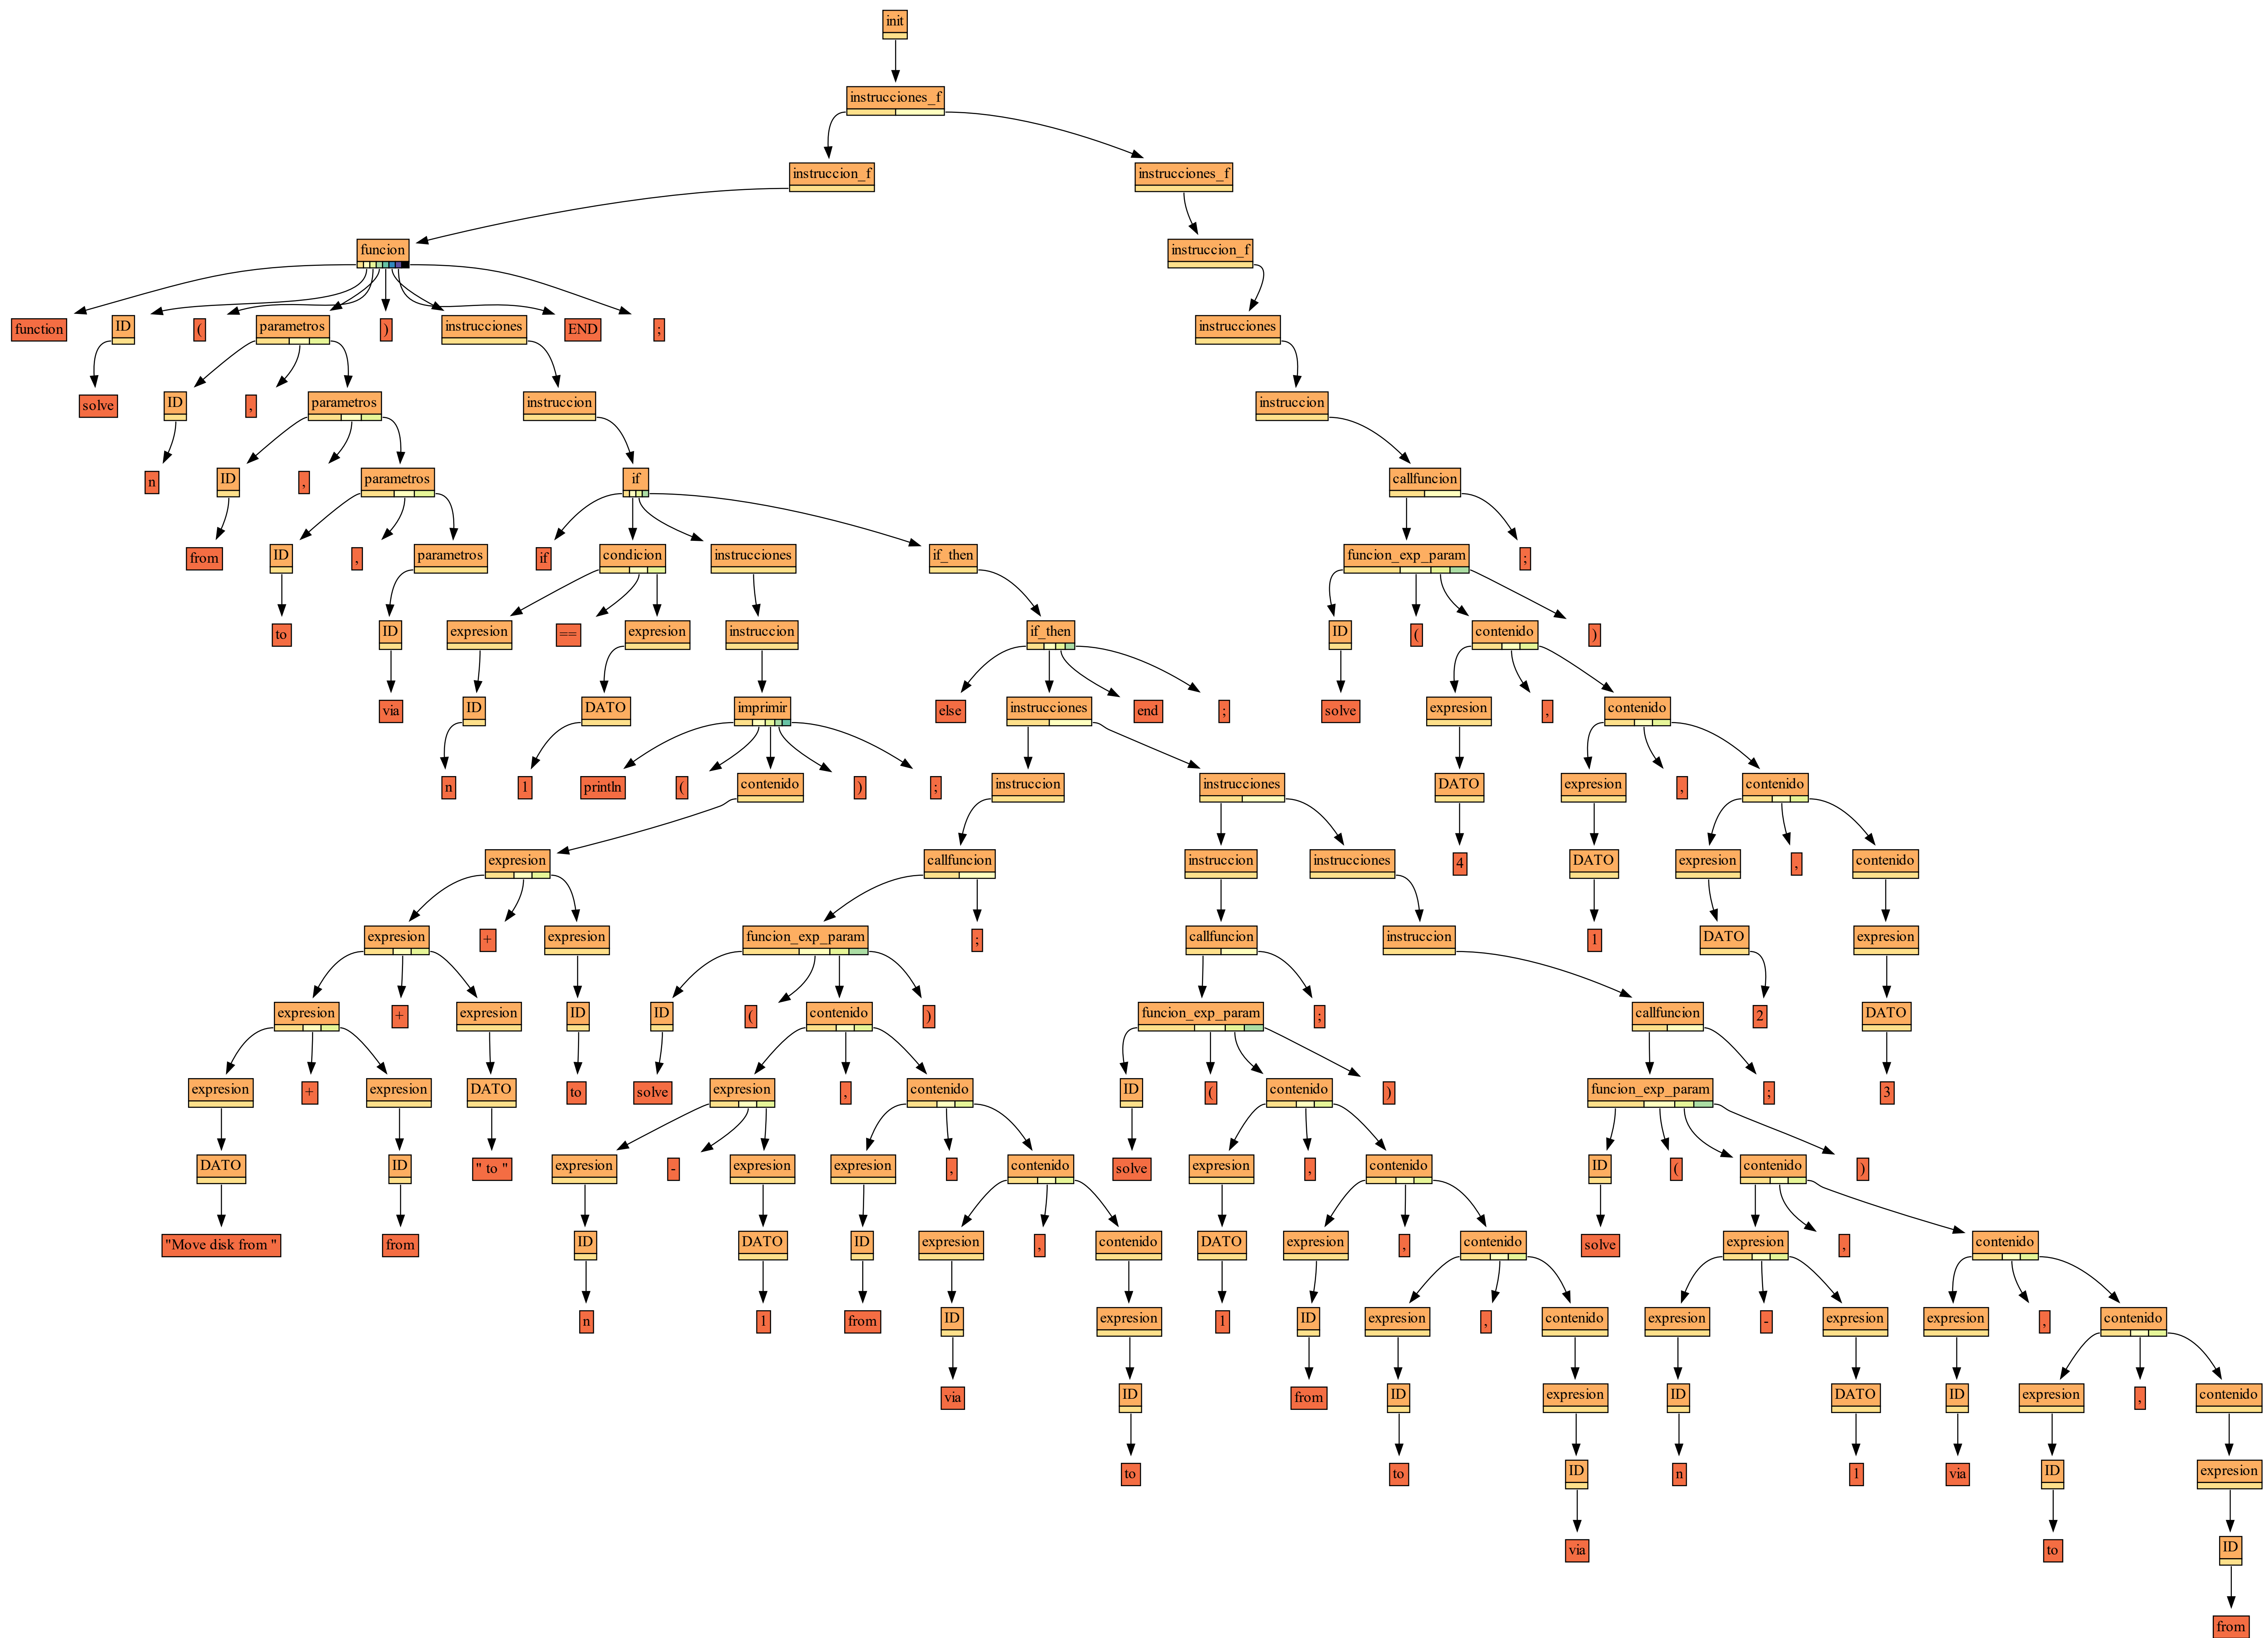 init
instrucciones_f
instruccion_f instrucciones_f
funcion instruccion_f
function ID ( parametros ) instrucciones END ; instrucciones
solve ID , parametros instruccion instruccion
n ID , parametros if callfuncion
from ID , parametros if condicion instrucciones if_then funcion_exp_param ;
to ID expresion == expresion instruccion if_then ID ( contenido )
via ID DATO imprimir else instrucciones end ; solve expresion , contenido
n 1 println ( contenido ) ; instruccion instrucciones DATO expresion , contenido
expresion callfuncion instruccion instrucciones 4 DATO expresion , contenido
expresion + expresion funcion_exp_param ; callfuncion instruccion 1 DATO expresion
expresion + expresion ID ID ( contenido ) funcion_exp_param ; callfuncion 2 DATO
expresion + expresion DATO to solve expresion , contenido ID ( contenido ) funcion_exp_param ; 3
DATO ID " to " expresion - expresion expresion , contenido solve expresion , contenido ID ( contenido )
"Move disk from " from ID DATO ID expresion , contenido DATO expresion , contenido solve expresion , contenido
n 1 from ID expresion 1 ID expresion , contenido expresion - expresion expresion , contenido
via ID from ID expresion ID DATO ID expresion , contenido
to to ID n 1 via ID expresion
via to ID
from